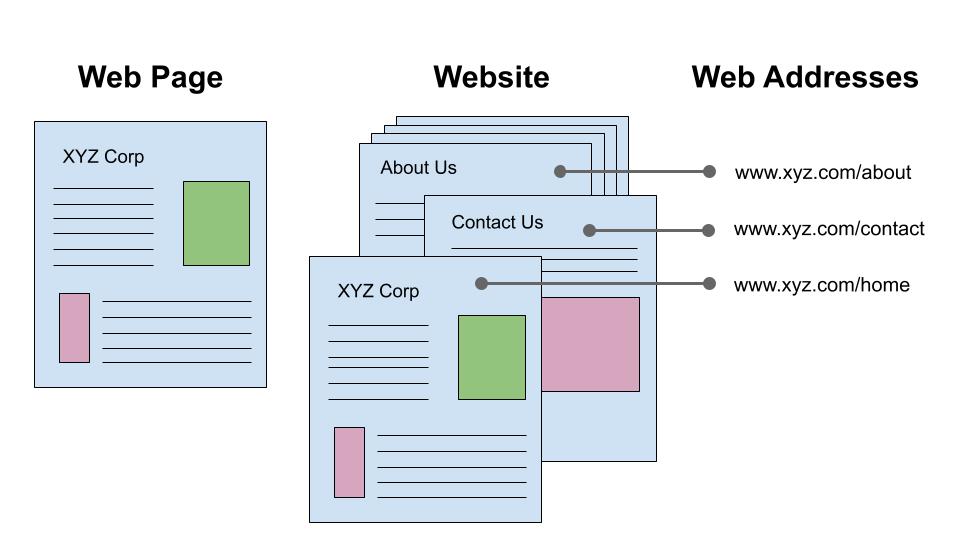 Web Page
Website
Web Addresses
XYZ Corp
About Us
www.xyz.com/about
Contact Us
www.xyz.com/contact
XYZ Corp
www.xyz.com/home